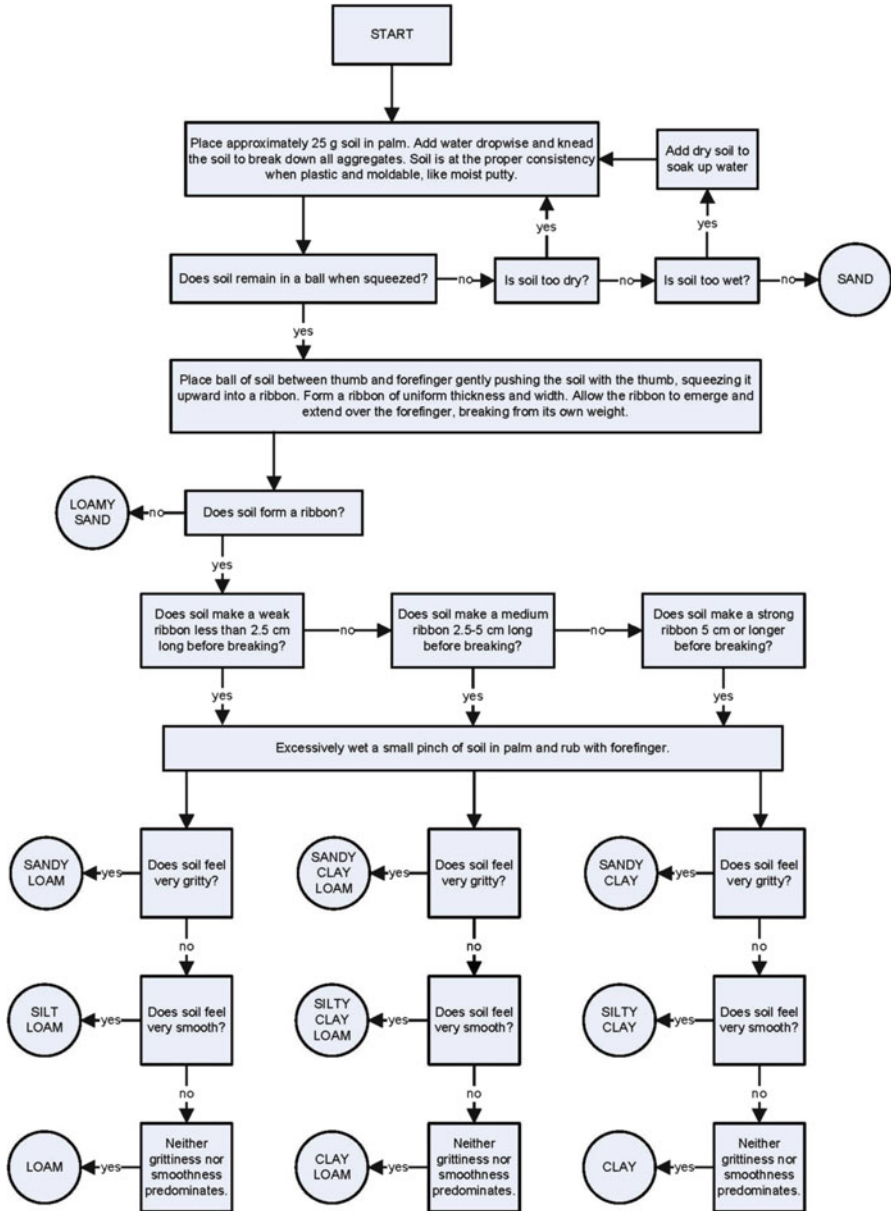 START
Place approximately 25 g soil in palm. Add water dropwise and knead
the soil to break down all aggregates. Soil is at the proper consistency
when plastic and moldable, like moist putty.
Add dry soil to
soak up water
yes
yes
Does soil remain in a ball when squeezed?
no
Is soil too dry?
no
Is soil too wet?
no
SAND
yes
Place ball of soil between thumb and forefinger gently pushing the soil with the thumb, squeezing it
upward into a ribbon. Form a ribbon of uniform thickness and width. Allow the ribbon to emerge and
extend over the forefinger, breaking from its own weight.
LOAMY
SAND
no
Does soil form a ribbon?
yes
Does soil make a weak
ribbon less than 2.5 cm
long before breaking?
no
Does soil make a medium
ribbon 2.5-5 cm long
before breaking?
no
Does soil make a strong
ribbon 5 cm or longer
before breaking?
yes
yes
yes
Excessively wet a small pinch of soil in palm and rub with forefinger.
SANDY
LOAM
yes
Does soil feel
very gritty?
SANDY
CLAY
LOAM
yes
Does soil feel
very gritty?
SANDY
CLAY
yes
Does soil feel
very gritty?
no
no
no
SILT
LOAM
yes
Does soil feel
very smooth?
SILTY
CLAY
LOAM
yes
Does soil feel
very smooth?
SILTY
CLAY
yes
Does soil feel
very smooth?
no
no
no
LOAM
yes
Neither
grittiness nor
smoothness
predominates.
CLAY
LOAM
yes
Neither
grittiness nor
smoothness
predominates.
CLAY
yes
Neither
grittiness nor
smoothness
predominates.